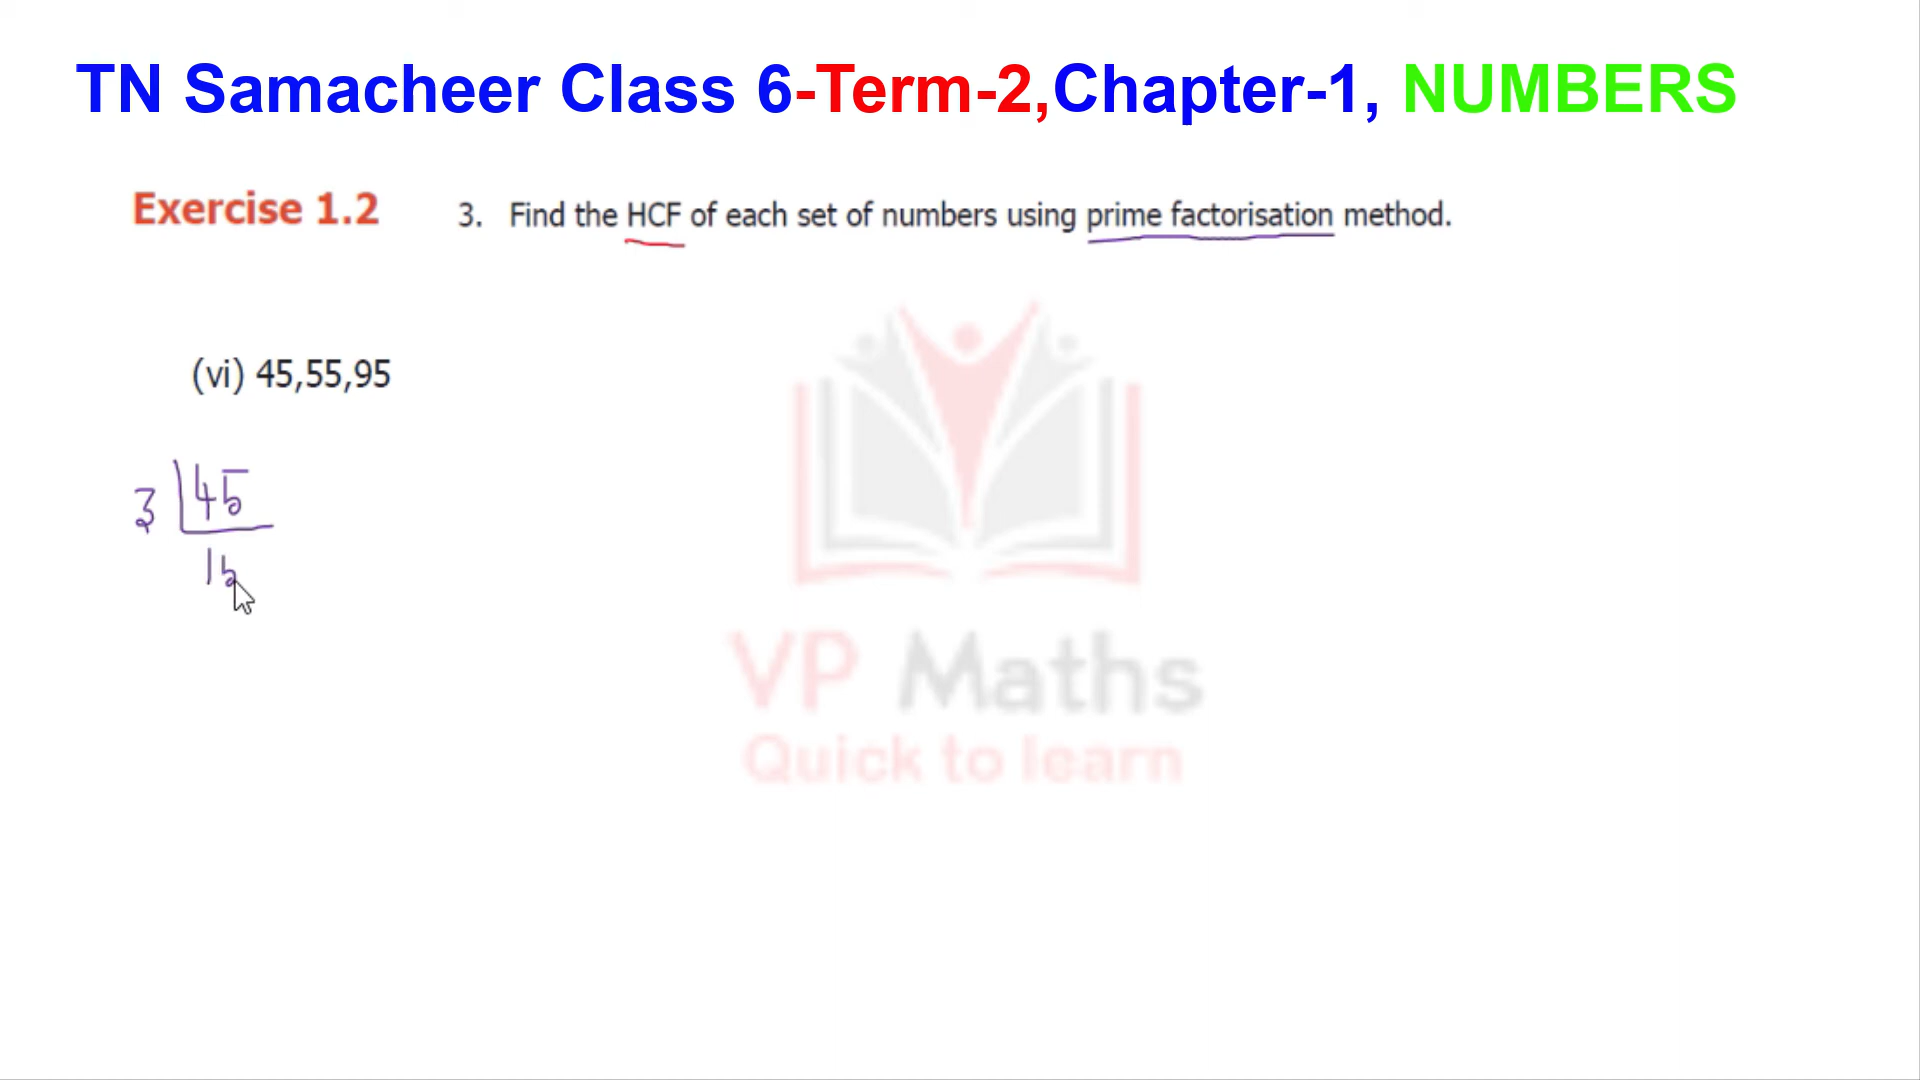 TN Samacheer Class 6-Term-2,Chapter-1, NUMBERS
Exercise 1.2 3. Find the HCF of each set of numbers using prime factorisation method.
(vi) 45,55,95
3 45
15
VP Maths
Quick to learn